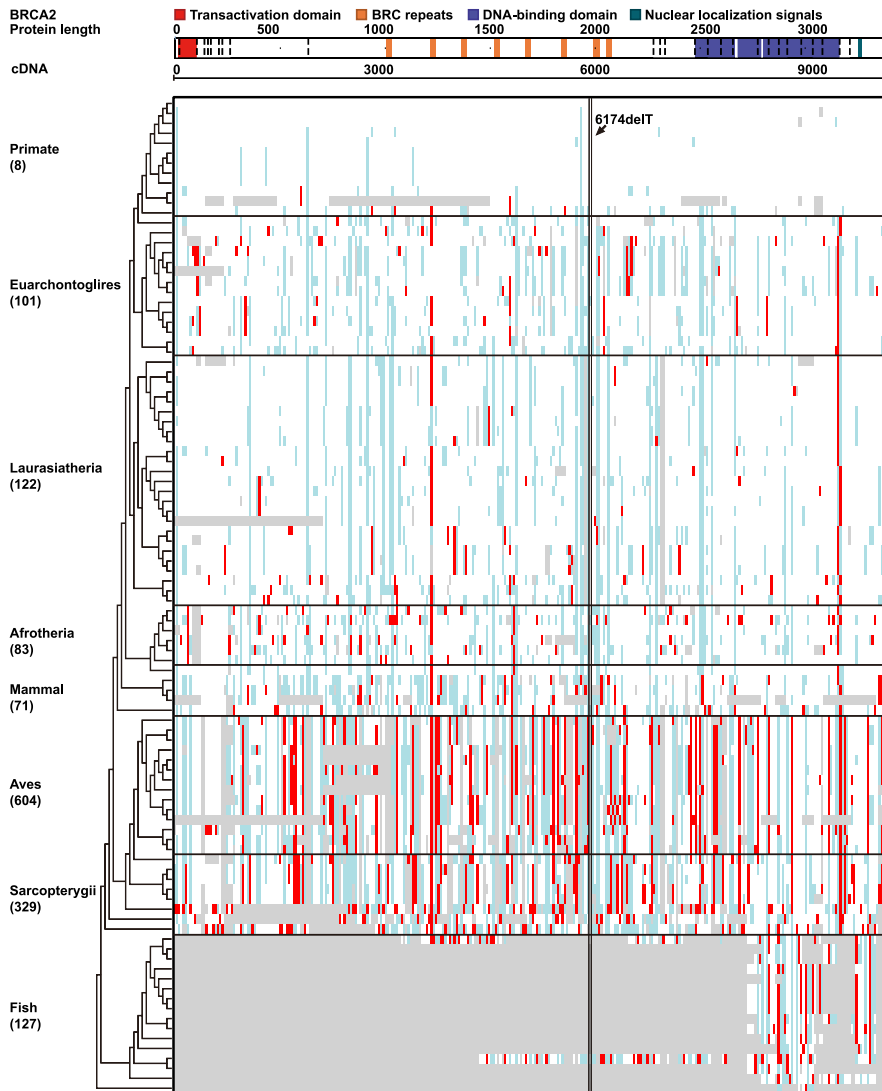 BRCA2 Transactivation domain BRC repeats DNA-binding domain Nuclear localization signals
Protein length 0 500 1000 1500 2000 2500 3000
cDNA 0 3000 6000 9000
6174delT
Primate
(8)
Euarchontoglires
(101)
Laurasiatheria
(122)
Afrotheria
(83)
Mammal
(71)
Aves
(604)
Sarcopterygii
(329)
Fish
(127)